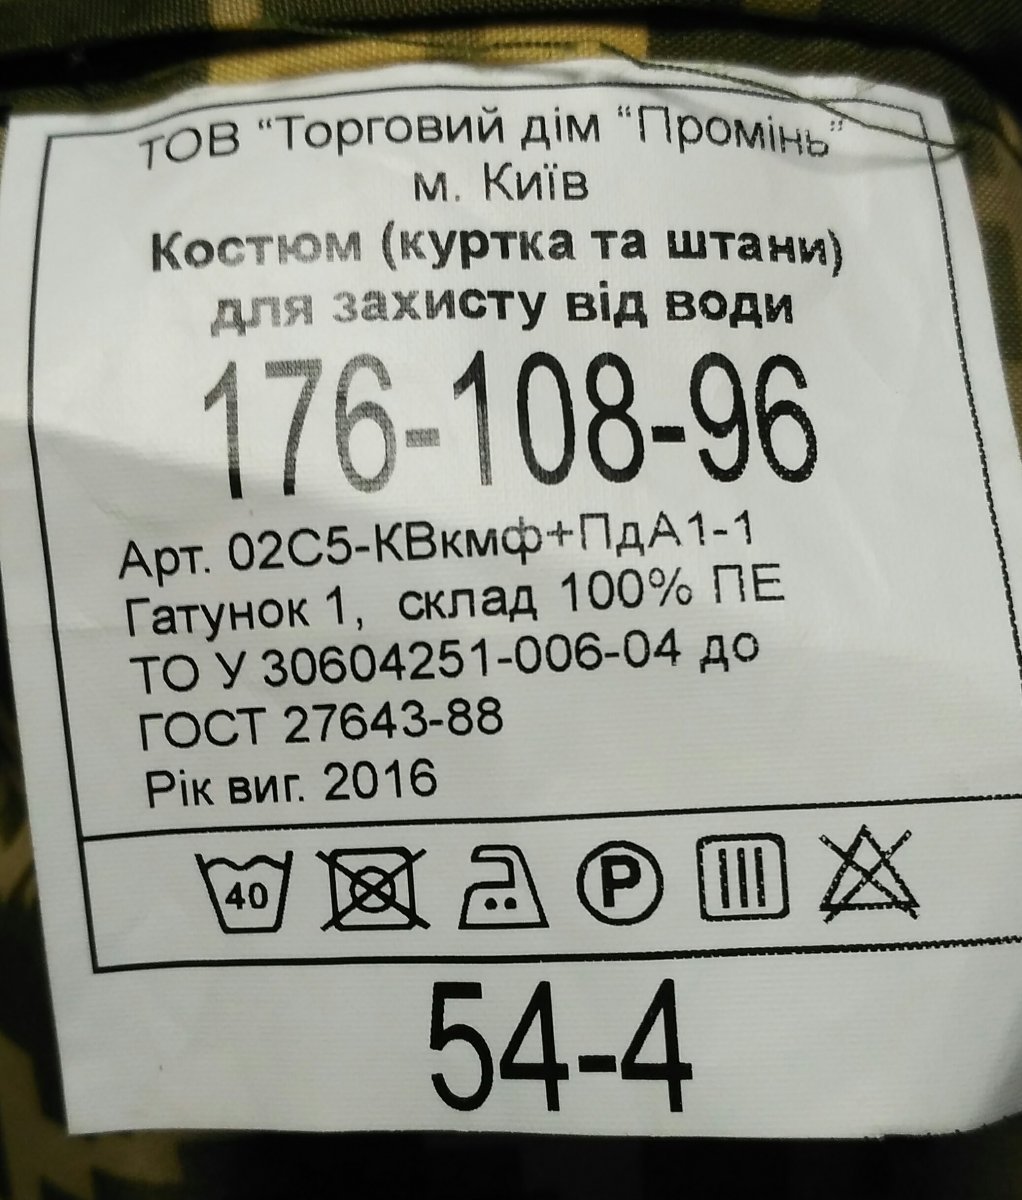 ТОВ "Торговий дім "Промінь"
м. Київ
Костюм (куртка та штани)
для захисту від води
176-108-96
Арт. 02С5-КВкмф+ПдА1-1
Гатунок 1, склад 100% ПЕ
ТО У 30604251-006-04 до
ГОСТ 27643-88
Рік виг. 2016
40 P
54-4